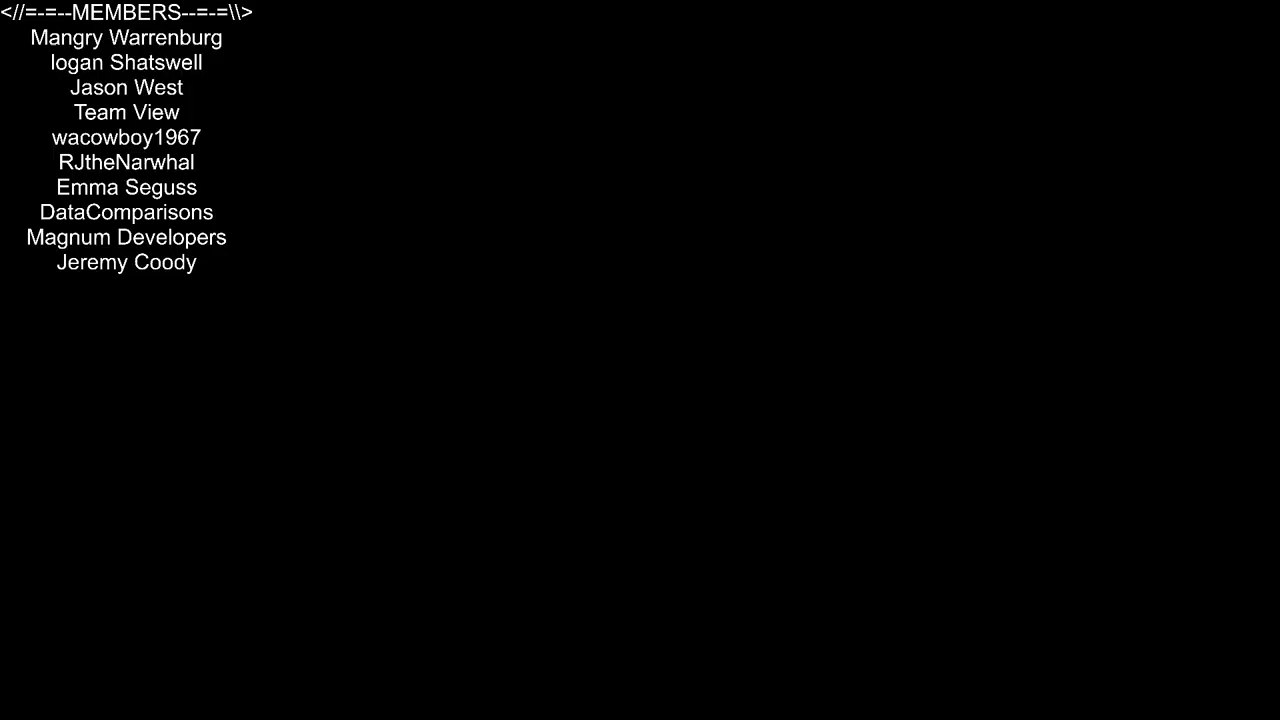 <//=-=--MEMBERS--=-=\\>
Mangry Warrenburg
logan Shatswell
Jason West
Team View
wacowboy1967
RJtheNarwhal
Emma Seguss
DataComparisons
Magnum Developers
Jeremy Coody